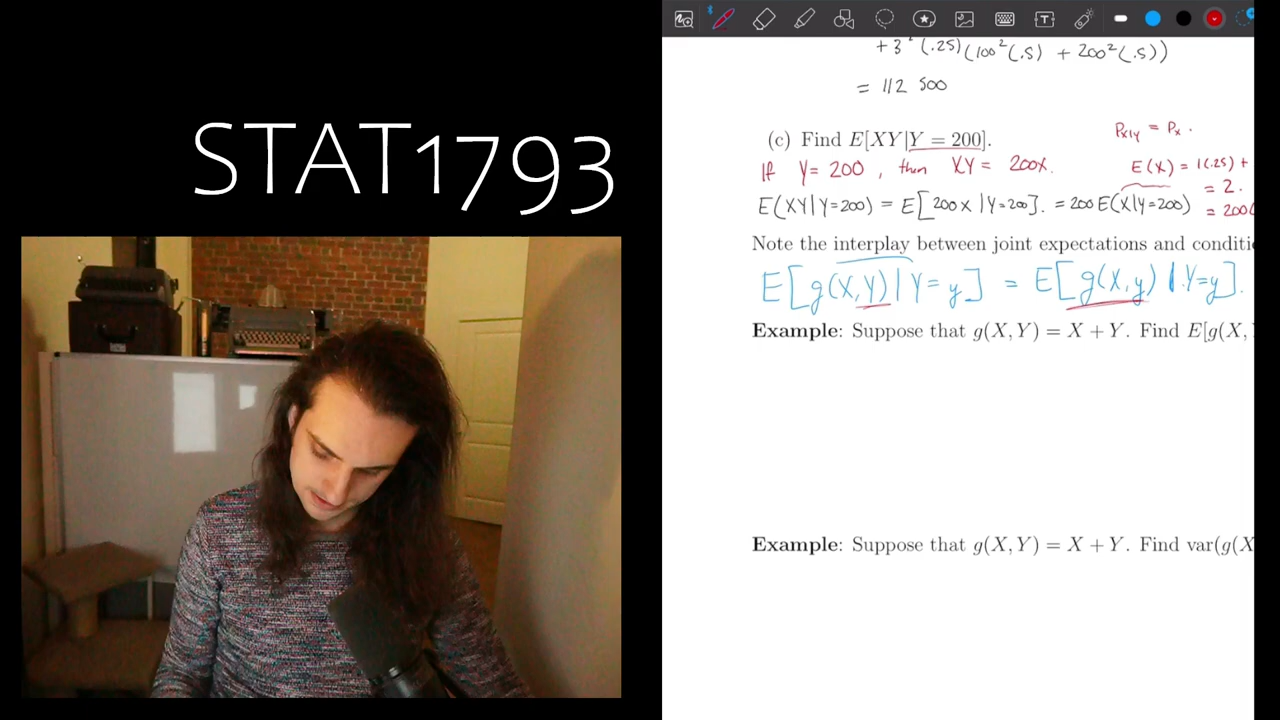 STAT1793
+ 3² (.25)(100²(.5) + 200²(.5))
= 112 500
(c) Find E[XY|Y = 200].
P_X|Y = P_X.
If Y = 200, then XY = 200X.
E(X) = 1(.25) +
= 2.
E(XY|Y=200) = E[200X|Y=200]. = 200E(X|Y=200)
= 200(
Note the interplay between joint expectations and conditi
E[g(X,Y)|Y=y] = E[g(X,y)|Y=y].
Example: Suppose that g(X, Y) = X + Y. Find E[g(X,
Example: Suppose that g(X, Y) = X + Y. Find var(g(X